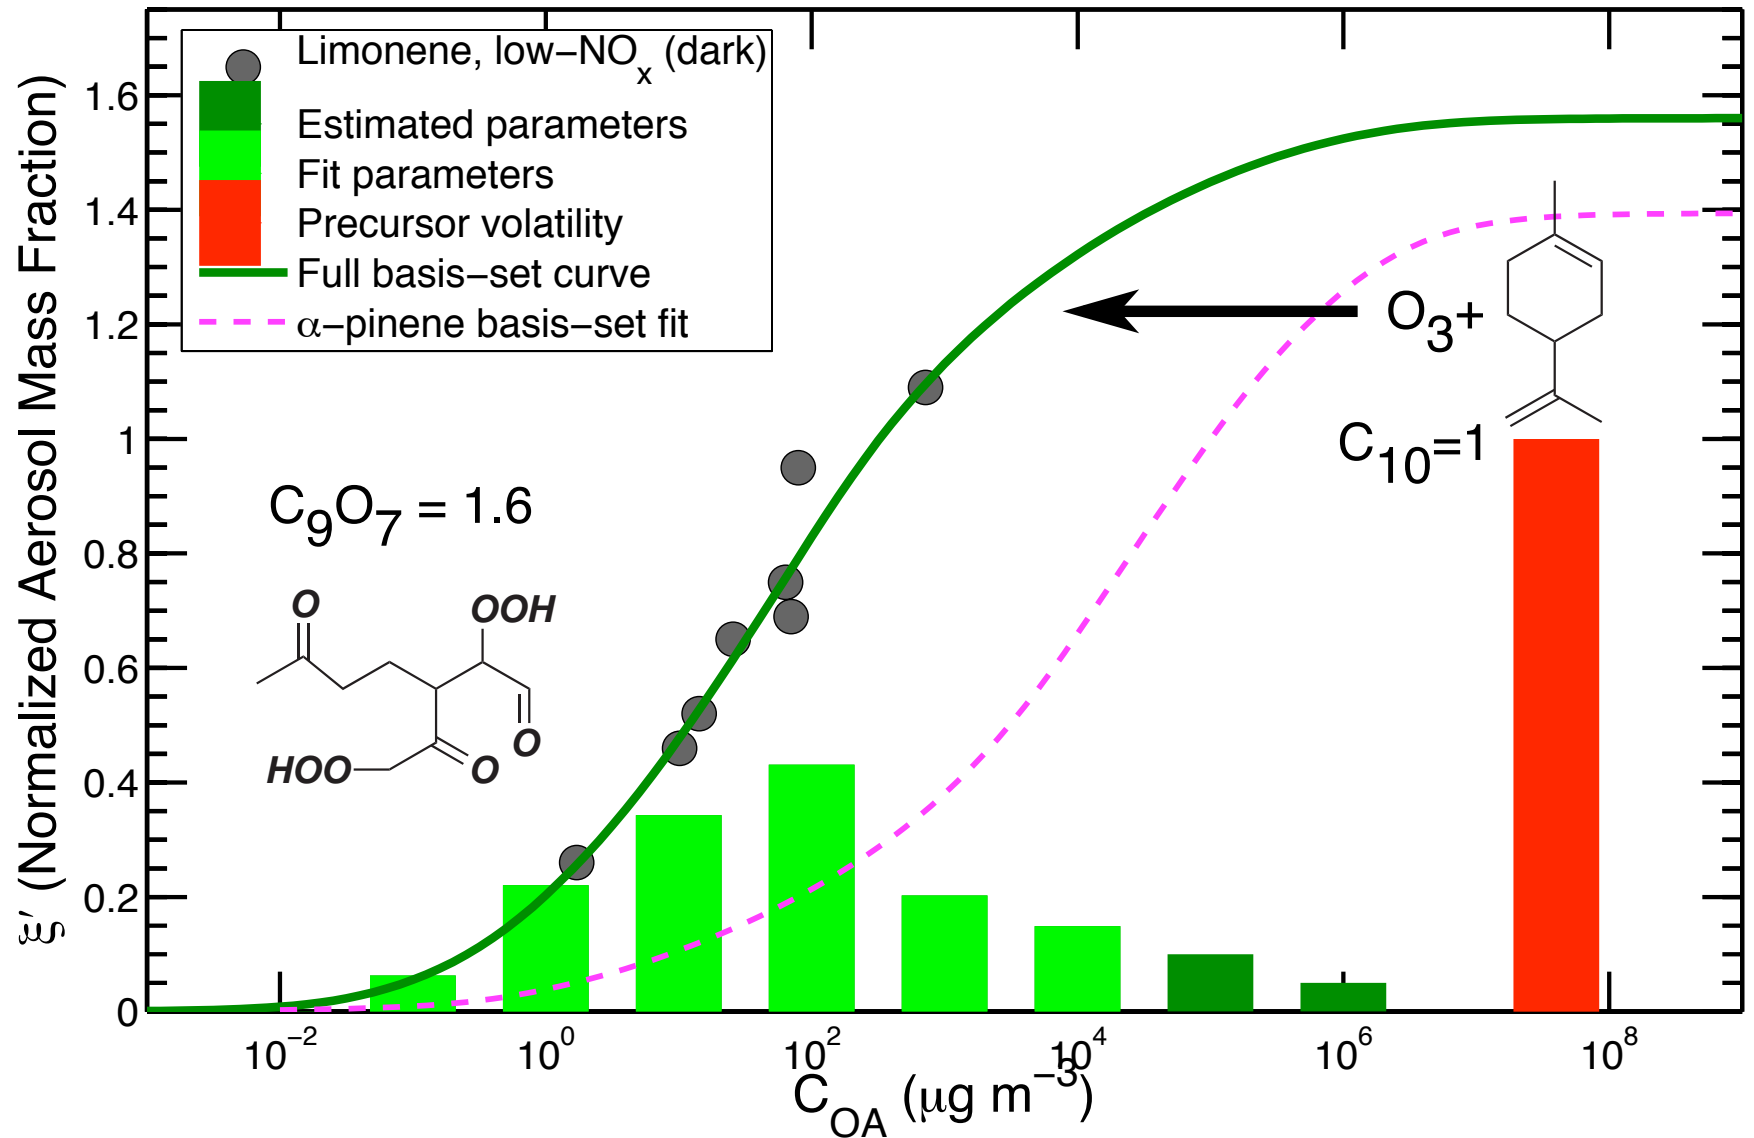 Limonene, low−NOₓ (dark)
Estimated parameters
Fit parameters
Precursor volatility
Full basis−set curve
α−pinene basis−set fit
ξ′ (Normalized Aerosol Mass Fraction)
1.6
1.4
1.2
1
0.8
0.6
0.4
0.2
0
O₃+
C₁₀=1
C₉O₇ = 1.6
O
OOH
O
HOO
O
10⁻² 10⁰ 10² 10⁴ 10⁶ 10⁸
C_OA (μg m⁻³)